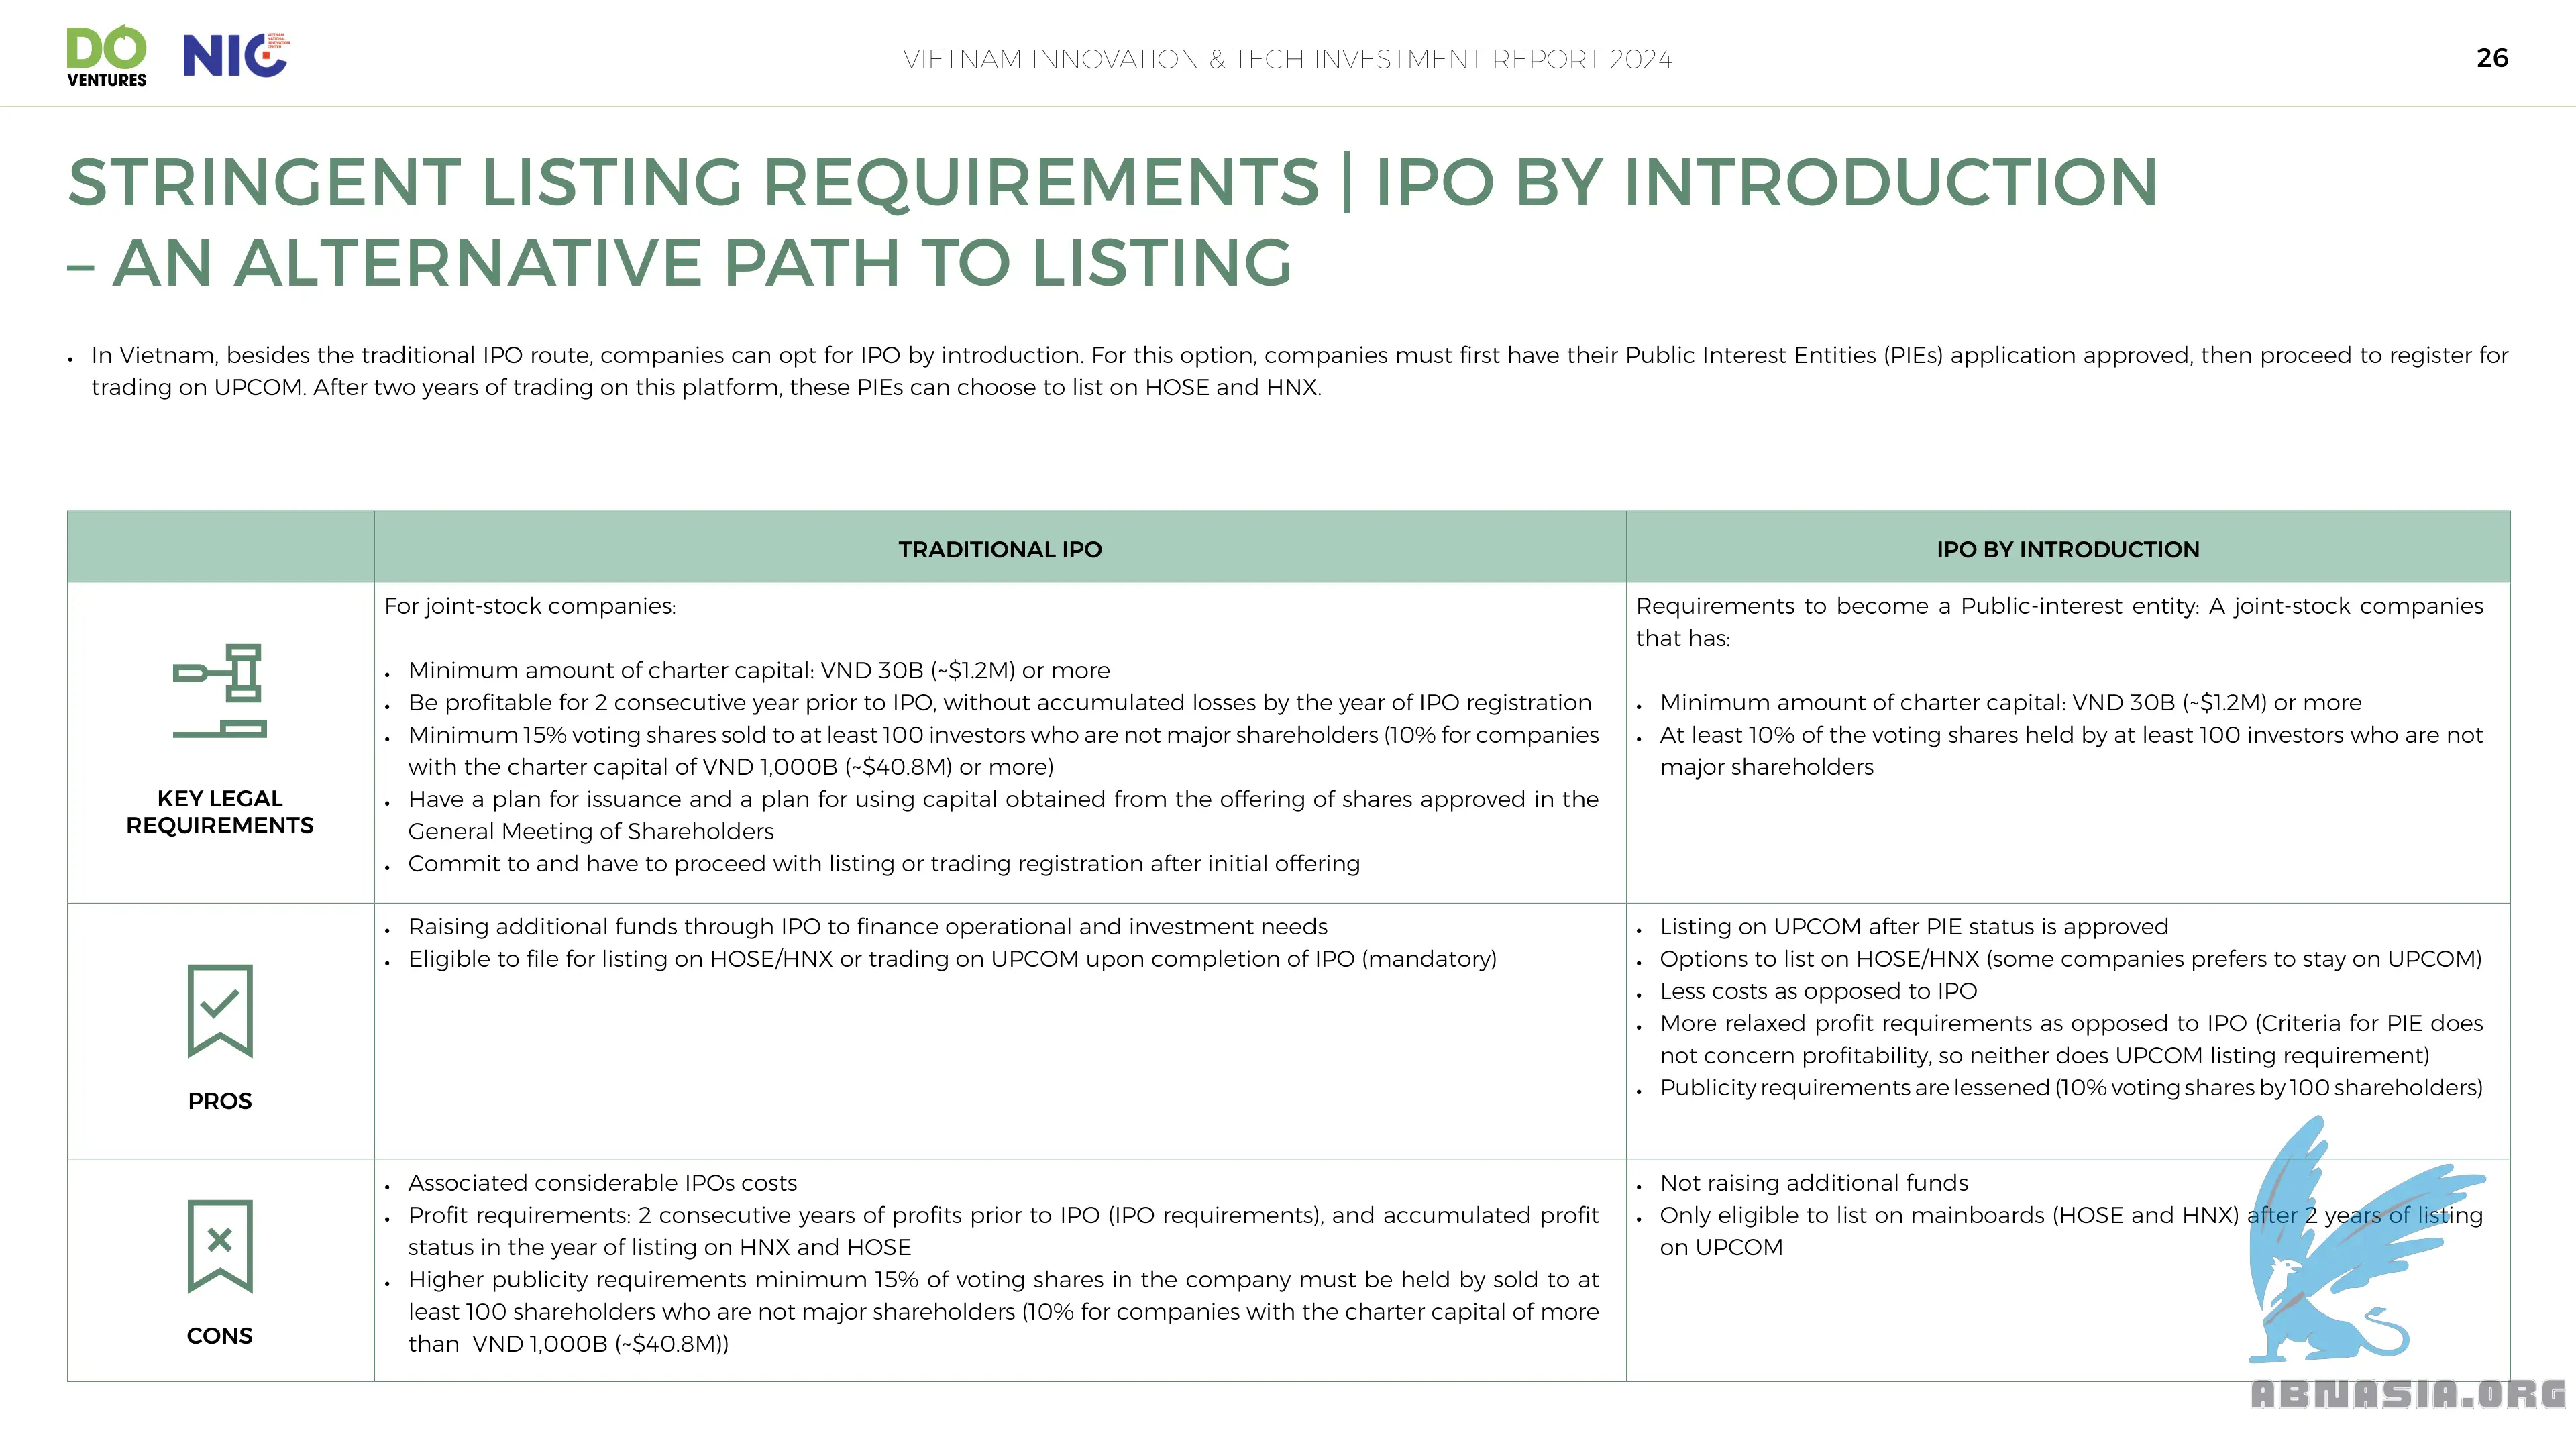 DO
VENTURES
NIC
VIETNAM
NATIONAL
INNOVATION
CENTER
VIETNAM INNOVATION & TECH INVESTMENT REPORT 2024
26
STRINGENT LISTING REQUIREMENTS | IPO BY INTRODUCTION
– AN ALTERNATIVE PATH TO LISTING
• In Vietnam, besides the traditional IPO route, companies can opt for IPO by introduction. For this option, companies must first have their Public Interest Entities (PIEs) application approved, then proceed to register for
trading on UPCOM. After two years of trading on this platform, these PIEs can choose to list on HOSE and HNX.
TRADITIONAL IPO
IPO BY INTRODUCTION
KEY LEGAL
REQUIREMENTS
For joint-stock companies:
• Minimum amount of charter capital: VND 30B (~$1.2M) or more
• Be profitable for 2 consecutive year prior to IPO, without accumulated losses by the year of IPO registration
• Minimum 15% voting shares sold to at least 100 investors who are not major shareholders (10% for companies
with the charter capital of VND 1,000B (~$40.8M) or more)
• Have a plan for issuance and a plan for using capital obtained from the offering of shares approved in the
General Meeting of Shareholders
• Commit to and have to proceed with listing or trading registration after initial offering
Requirements to become a Public-interest entity: A joint-stock companies
that has:
• Minimum amount of charter capital: VND 30B (~$1.2M) or more
• At least 10% of the voting shares held by at least 100 investors who are not
major shareholders
PROS
• Raising additional funds through IPO to finance operational and investment needs
• Eligible to file for listing on HOSE/HNX or trading on UPCOM upon completion of IPO (mandatory)
• Listing on UPCOM after PIE status is approved
• Options to list on HOSE/HNX (some companies prefers to stay on UPCOM)
• Less costs as opposed to IPO
• More relaxed profit requirements as opposed to IPO (Criteria for PIE does
not concern profitability, so neither does UPCOM listing requirement)
• Publicity requirements are lessened (10% voting shares by 100 shareholders)
CONS
• Associated considerable IPOs costs
• Profit requirements: 2 consecutive years of profits prior to IPO (IPO requirements), and accumulated profit
status in the year of listing on HNX and HOSE
• Higher publicity requirements minimum 15% of voting shares in the company must be held by sold to at
least 100 shareholders who are not major shareholders (10% for companies with the charter capital of more
than VND 1,000B (~$40.8M))
• Not raising additional funds
• Only eligible to list on mainboards (HOSE and HNX) after 2 years of listing
on UPCOM
ABNASIA.ORG